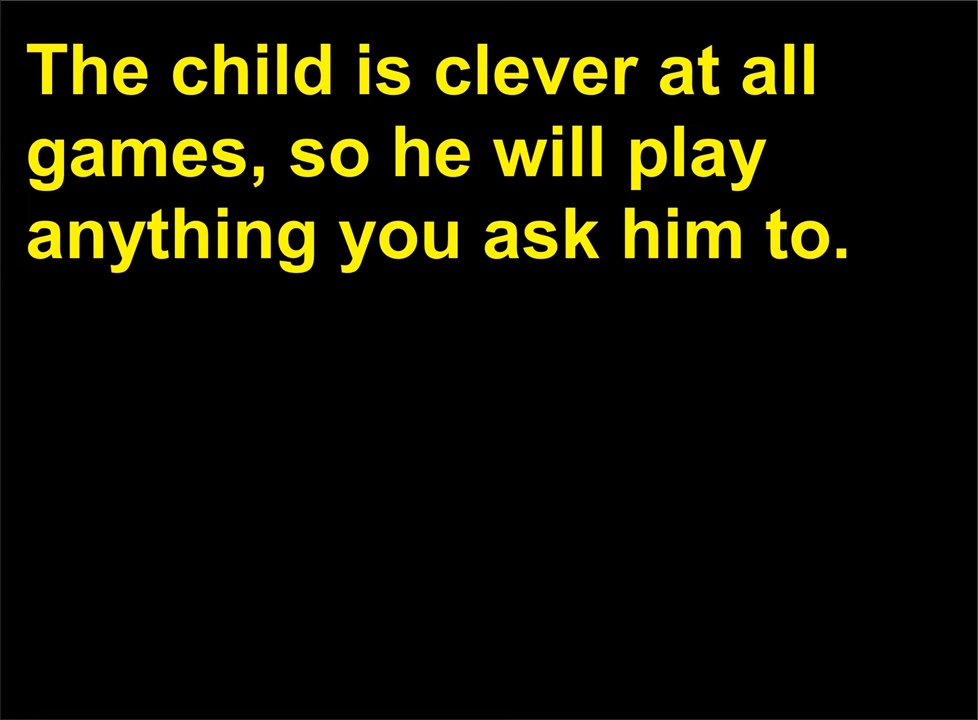 The child is clever at all
games, so he will play
anything you ask him to.